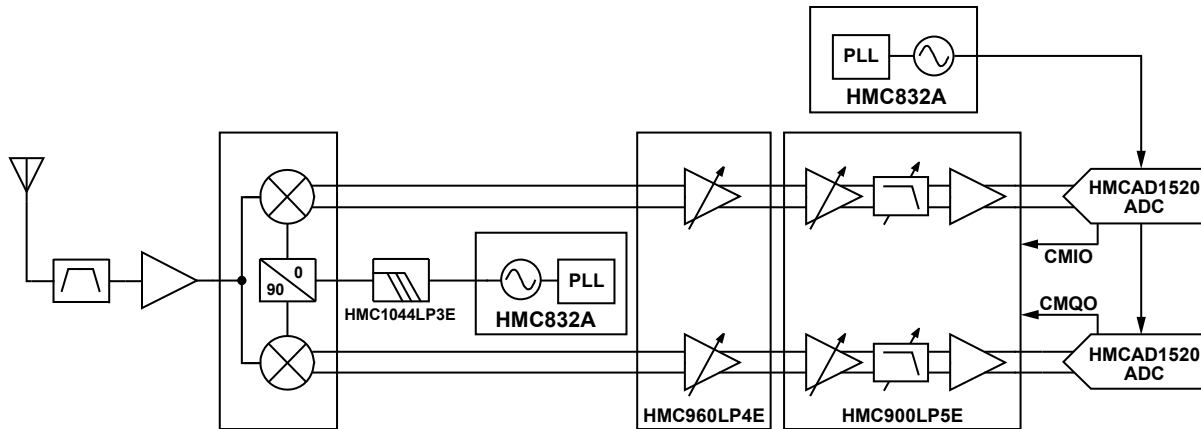 PLL
HMC832A
HMCAD1520
ADC
CMIO
0
90
HMC1044LP3E
PLL
HMC832A
CMQO
HMCAD1520
ADC
HMC960LP4E
HMC900LP5E